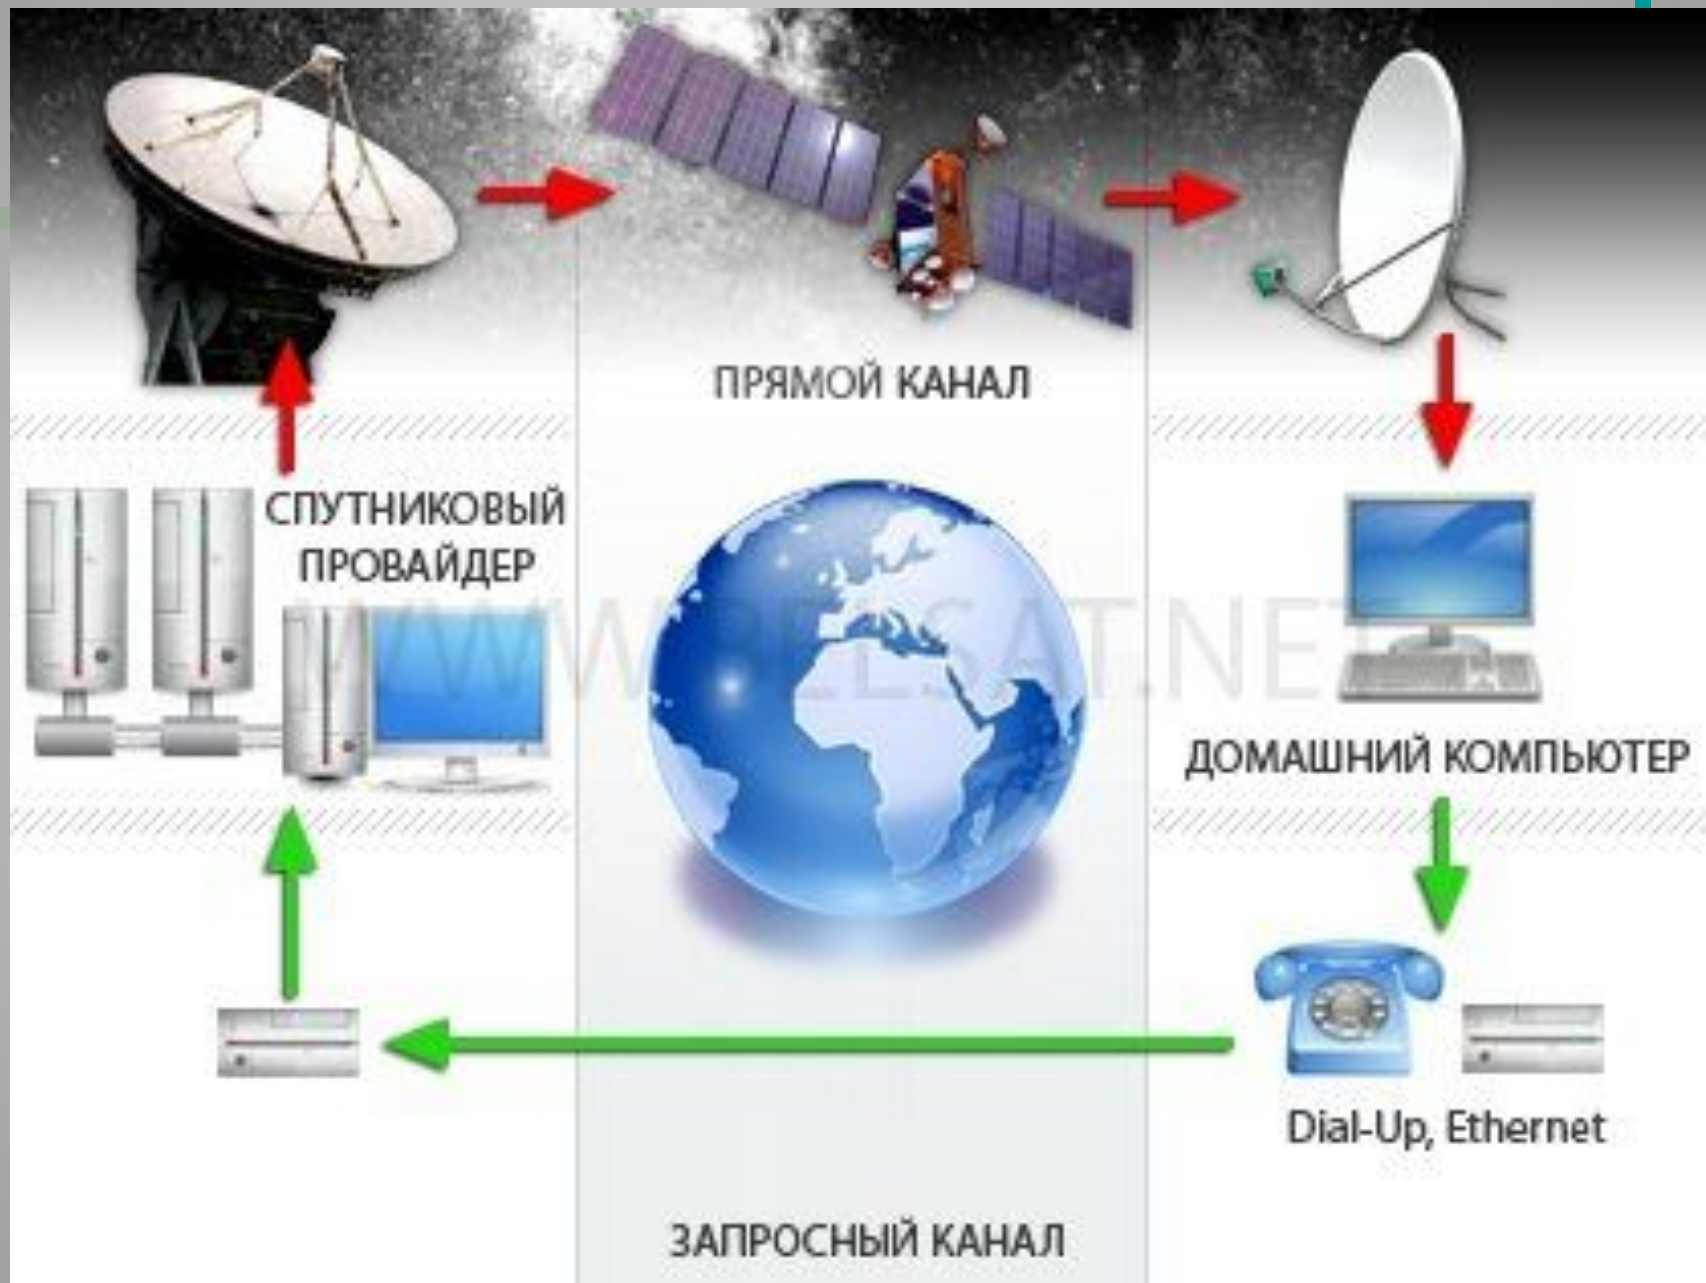 ПРЯМОЙ КАНАЛ
СПУТНИКОВЫЙ
ПРОВАЙДЕР
ДОМАШНИЙ КОМПЬЮТЕР
Dial-Up, Ethernet
ЗАПРОСНЫЙ КАНАЛ